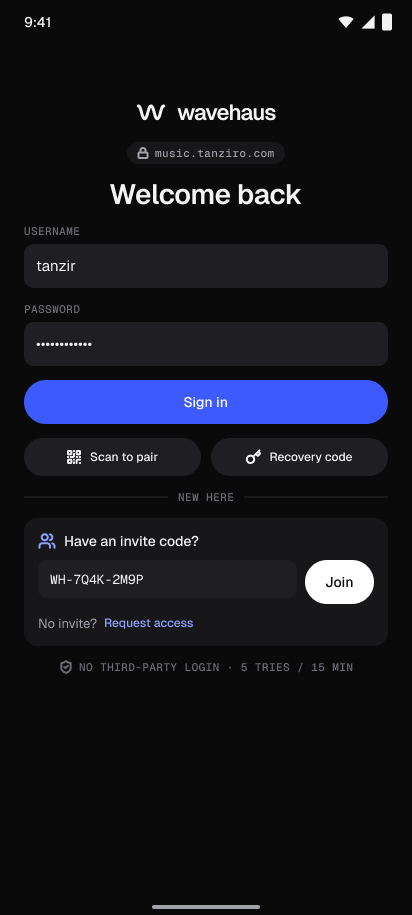 9:41
wavehaus
music.tanziro.com
Welcome back
USERNAME
tanzir
PASSWORD
••••••••••••
Sign in
Scan to pair
Recovery code
NEW HERE
Have an invite code?
WH-7Q4K-2M9P
Join
No invite? Request access
NO THIRD-PARTY LOGIN · 5 TRIES / 15 MIN